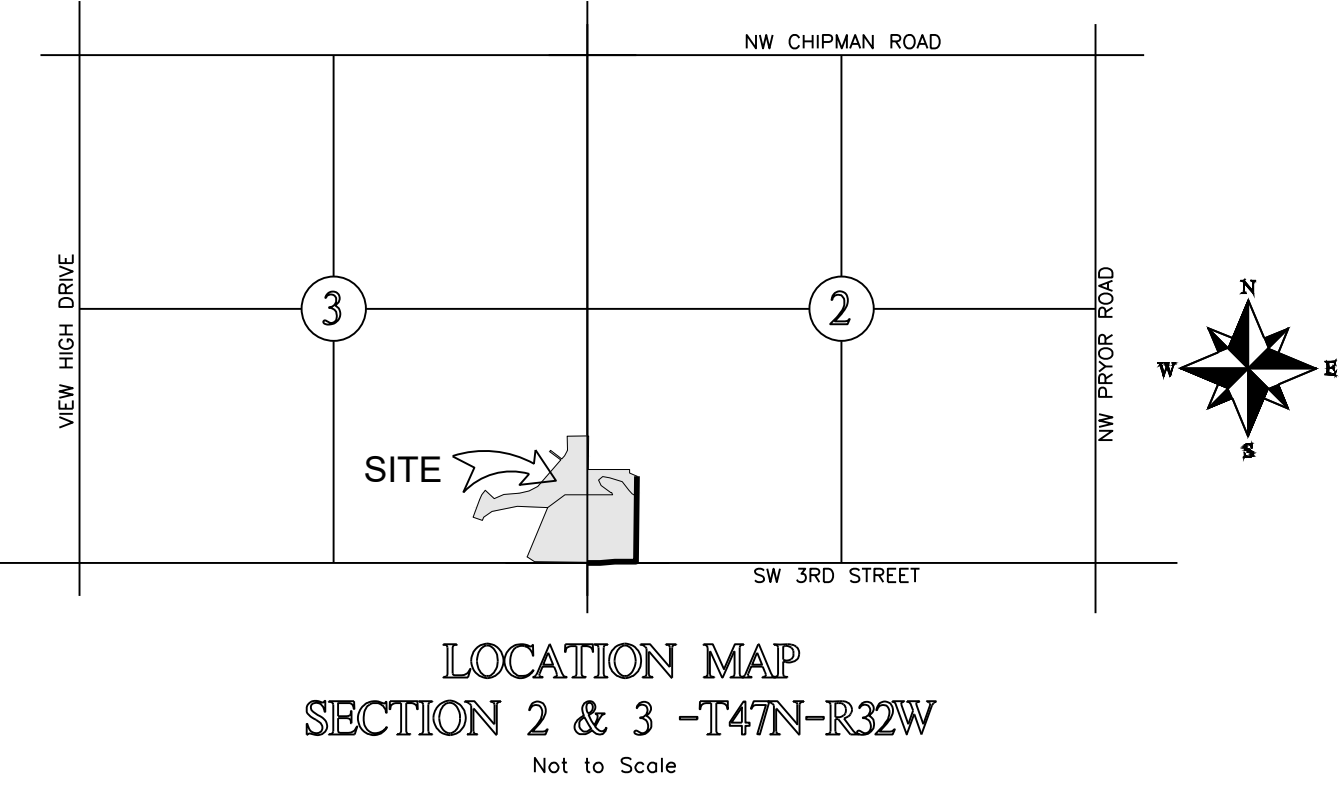 NW CHIPMAN ROAD
VIEW HIGH DRIVE
3
2
NW PRYOR ROAD
N
W
E
S
SITE
SW 3RD STREET
LOCATION MAP
SECTION 2 & 3 -T47N-R32W
Not to Scale